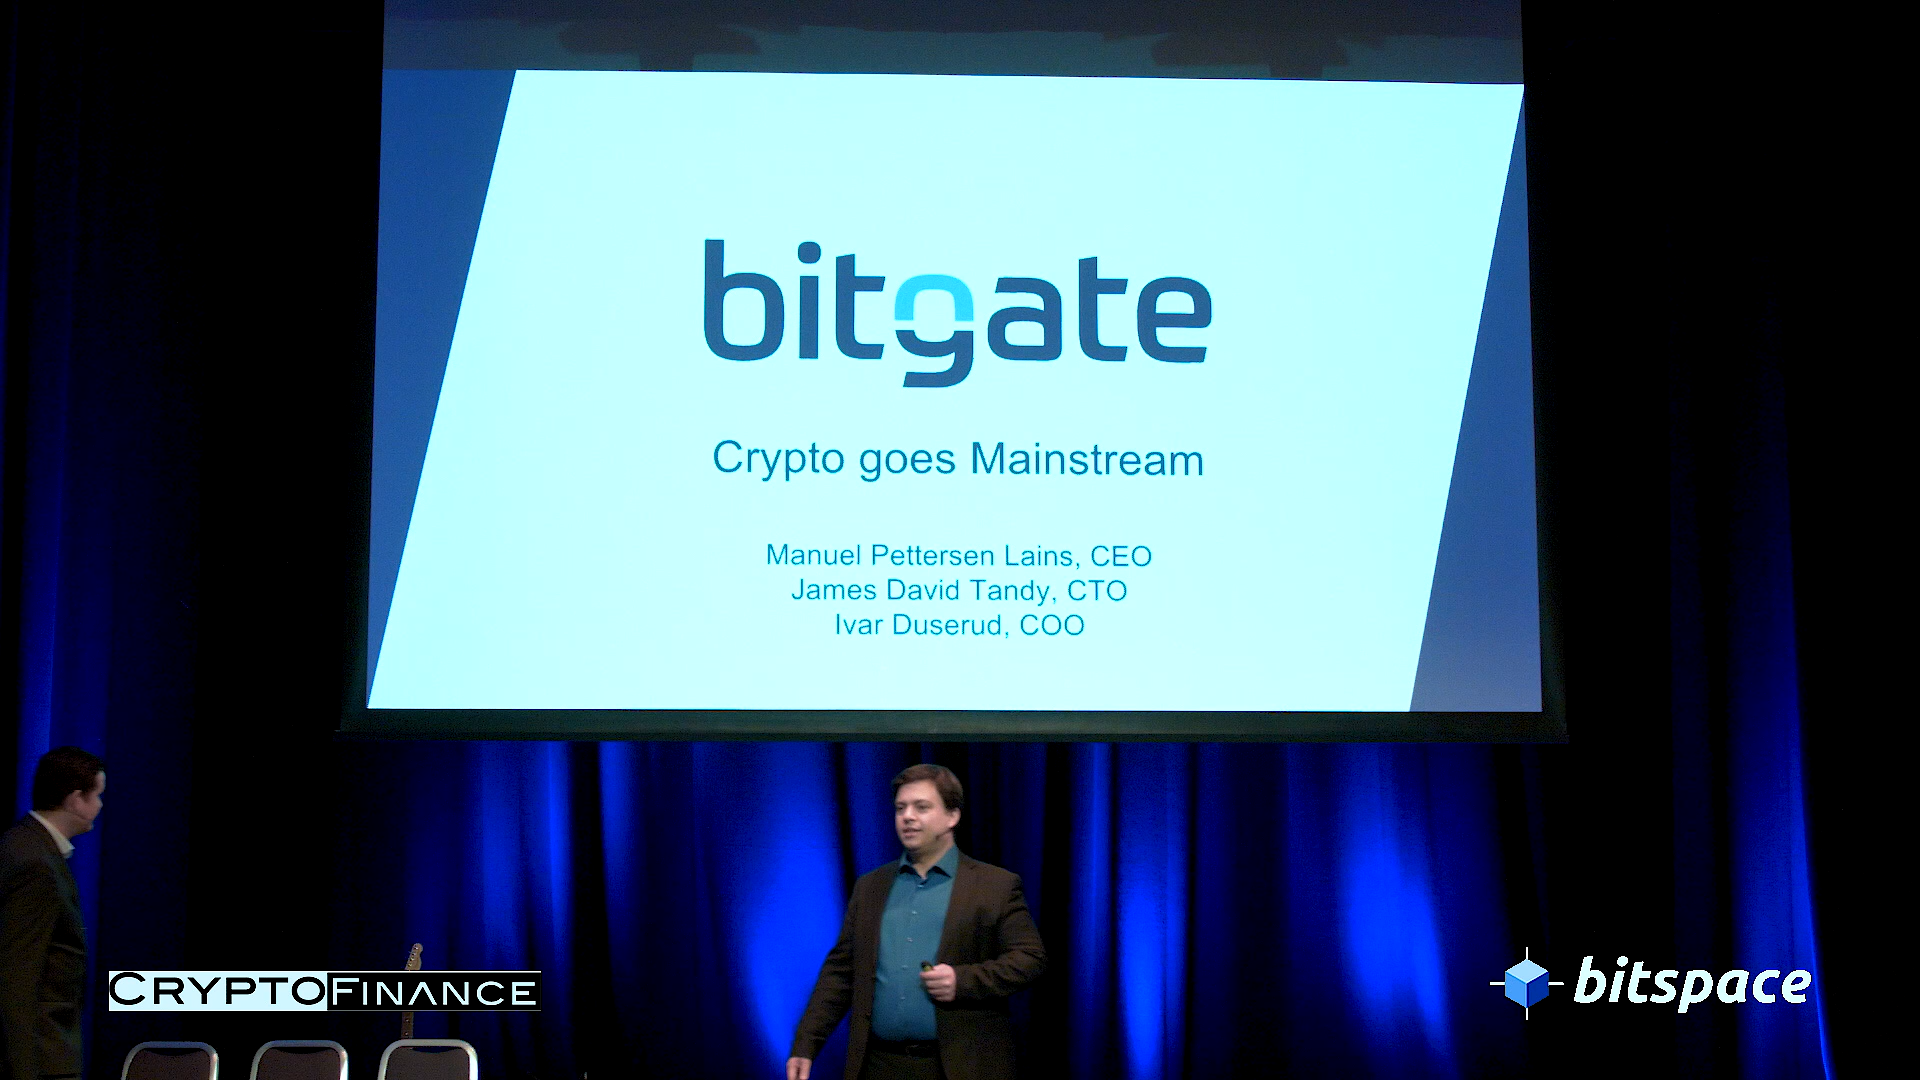 bitgate
Crypto goes Mainstream
Manuel Pettersen Lains, CEO
James David Tandy, CTO
Ivar Duserud, COO
CRYPTOFINANCE
bitspace